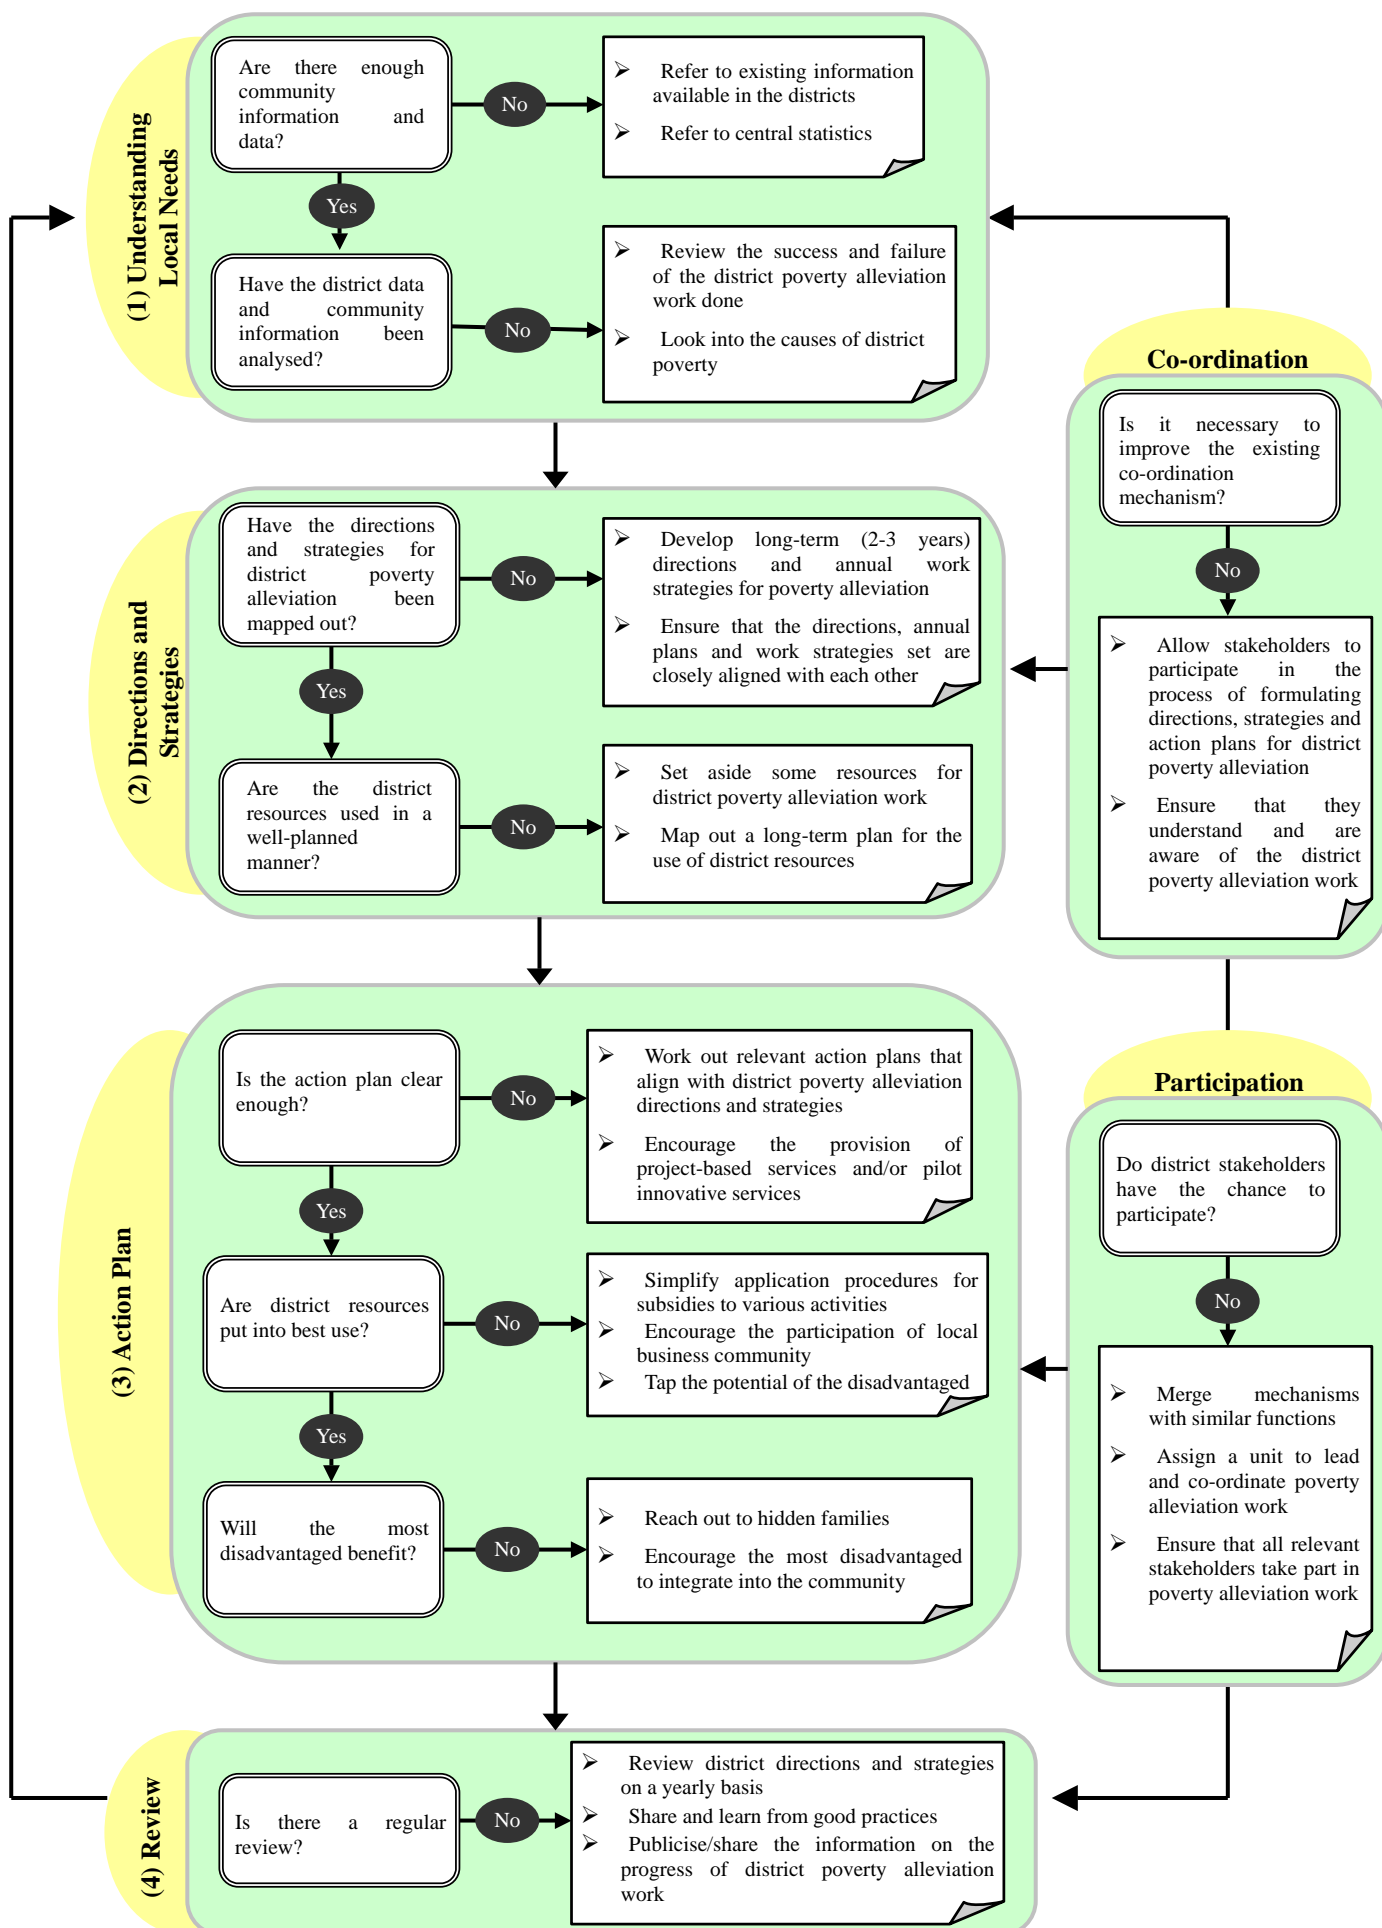 (1) Understanding
Local Needs
Are there enough
community
information and
data?
No
➢ Refer to existing information
available in the districts
➢ Refer to central statistics
Yes
Have the district data
and community
information been
analysed?
No
➢ Review the success and failure
of the district poverty alleviation
work done
➢ Look into the causes of district
poverty
(2) Directions and
Strategies
Have the directions
and strategies for
district poverty
alleviation been
mapped out?
No
➢ Develop long-term (2-3 years)
directions and annual work
strategies for poverty alleviation
➢ Ensure that the directions, annual
plans and work strategies set are
closely aligned with each other
Yes
Are the district
resources used in a
well-planned
manner?
No
➢ Set aside some resources for
district poverty alleviation work
➢ Map out a long-term plan for the
use of district resources
(3) Action Plan
Is the action plan clear
enough?
No
➢ Work out relevant action plans that
align with district poverty alleviation
directions and strategies
➢ Encourage the provision of
project-based services and/or pilot
innovative services
Yes
Are district resources
put into best use?
No
➢ Simplify application procedures for
subsidies to various activities
➢ Encourage the participation of local
business community
➢ Tap the potential of the disadvantaged
Yes
Will the most
disadvantaged benefit?
No
➢ Reach out to hidden families
➢ Encourage the most disadvantaged
to integrate into the community
(4) Review
Is there a regular
review?
No
➢ Review district directions and strategies
on a yearly basis
➢ Share and learn from good practices
➢ Publicise/share the information on the
progress of district poverty alleviation
work
Co-ordination
Is it necessary to
improve the existing
co-ordination
mechanism?
No
➢ Allow stakeholders to
participate in the
process of formulating
directions, strategies and
action plans for district
poverty alleviation
➢ Ensure that they
understand and are
aware of the district
poverty alleviation work
Participation
Do district stakeholders
have the chance to
participate?
No
➢ Merge mechanisms
with similar functions
➢ Assign a unit to lead
and co-ordinate poverty
alleviation work
➢ Ensure that all relevant
stakeholders take part in
poverty alleviation work